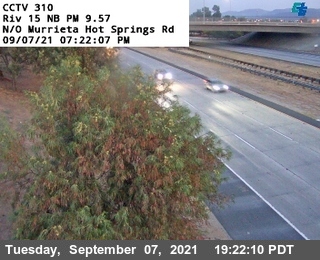 CCTV 310
Riv 15 NB PM 9.57
N/O Murrieta Hot Springs Rd
09/07/21 07:22:07 PM
Tuesday, September 07, 2021 19:22:10 PDT